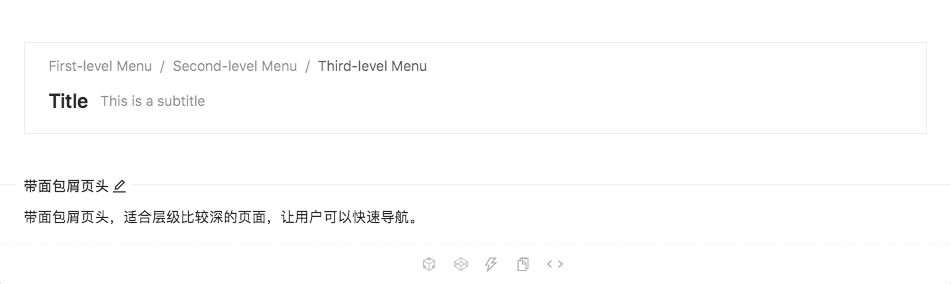 First-level Menu / Second-level Menu / Third-level Menu
Title This is a subtitle
带面包屑页头
带面包屑页头，适合层级比较深的页面，让用户可以快速导航。